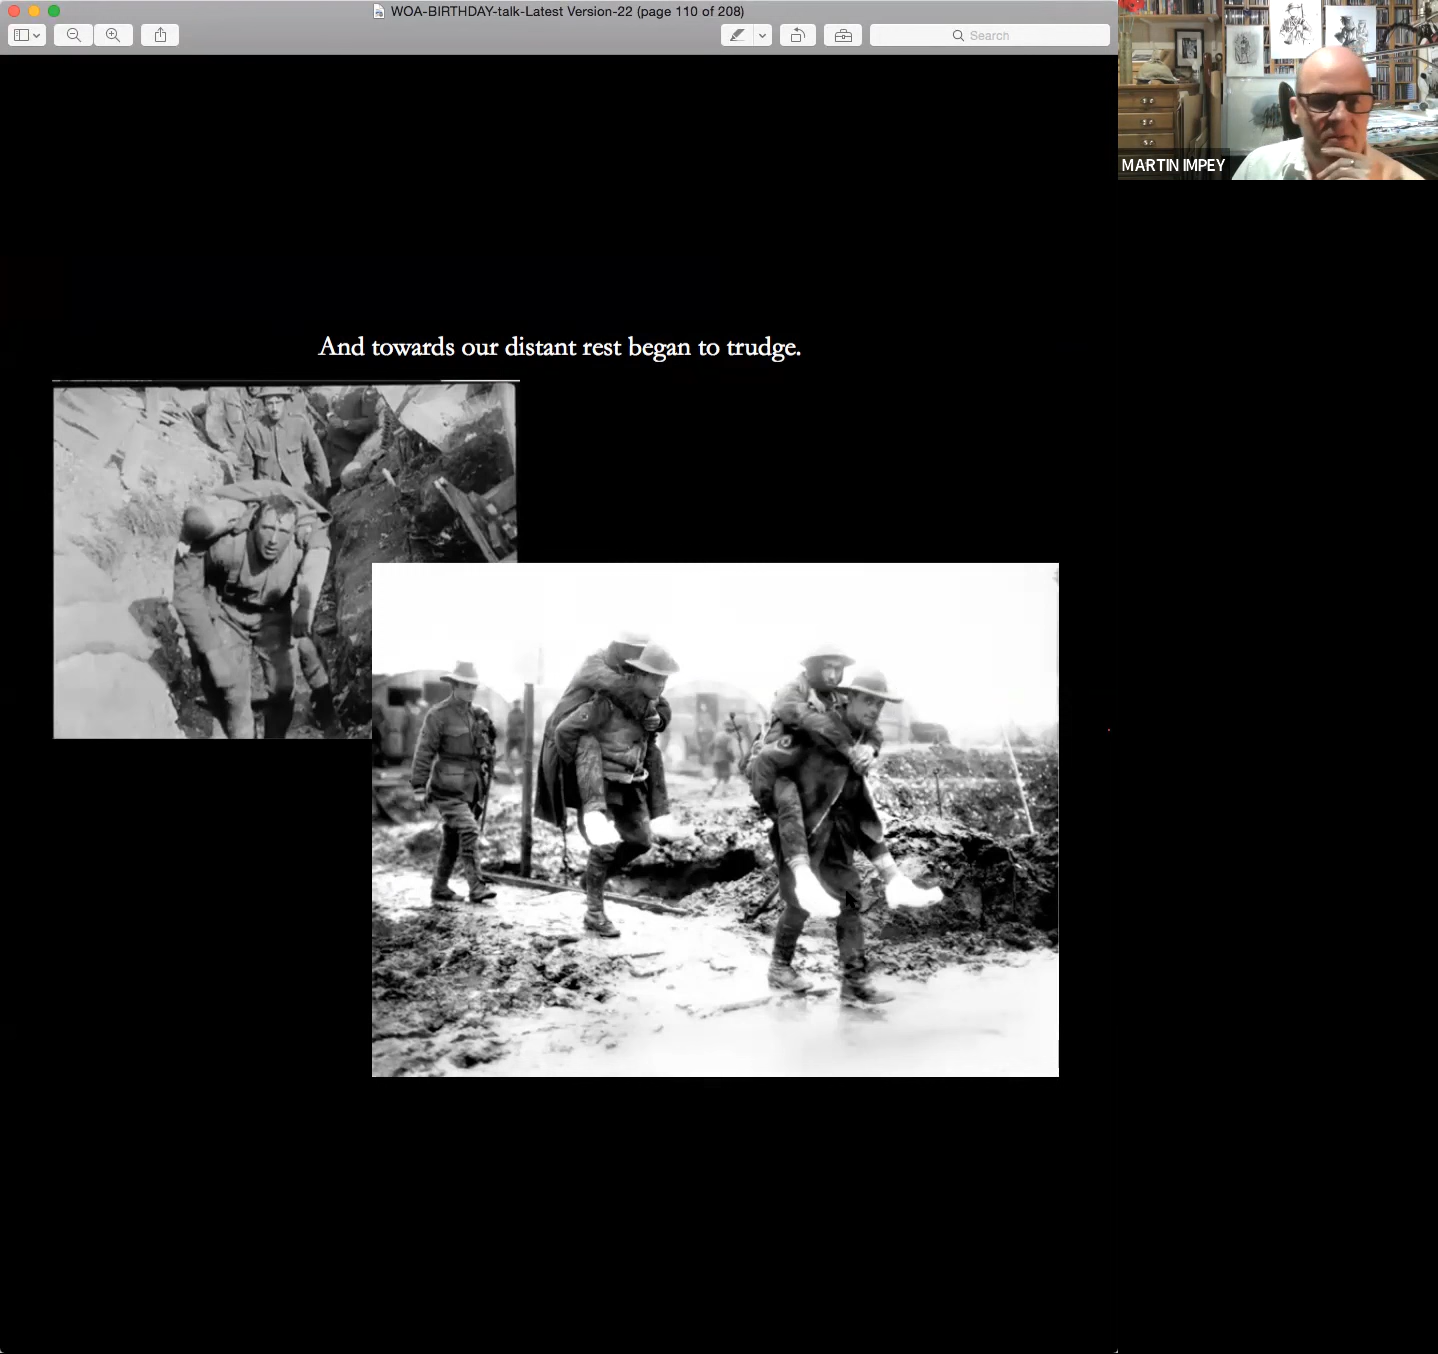 WOA-BIRTHDAY-talk-Latest Version-22 (page 110 of 208)
Search
MARTIN IMPEY
And towards our distant rest began to trudge.